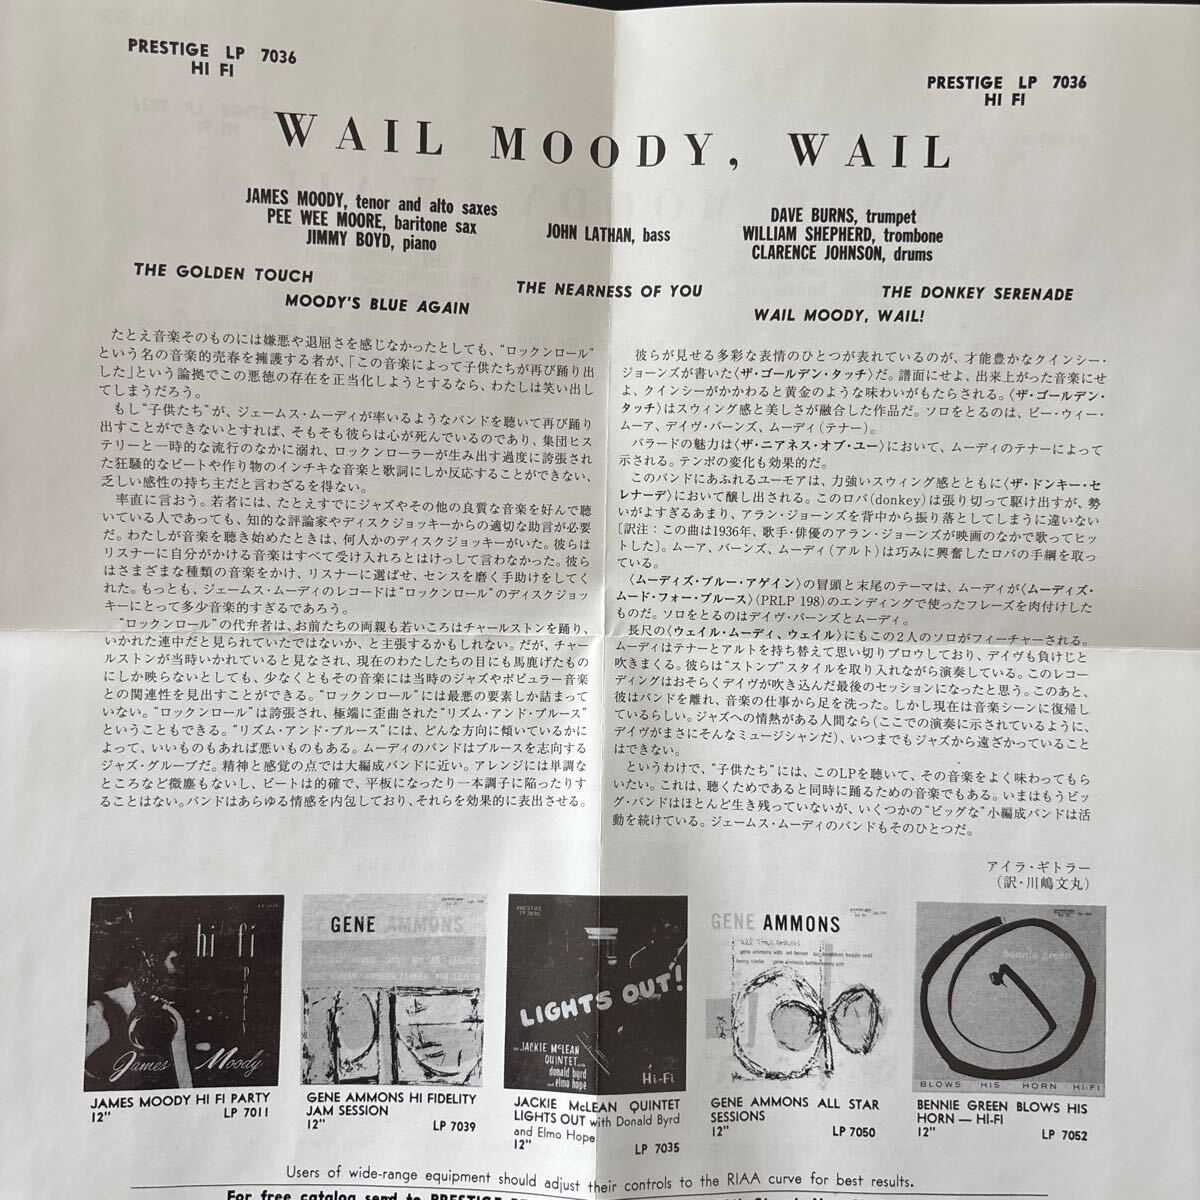 PRESTIGE LP 7036
HI FI
PRESTIGE LP 7036
HI FI
WAIL MOODY, WAIL
JAMES MOODY, tenor and alto saxes
PEE WEE MOORE, baritone sax
JIMMY BOYD, piano
JOHN LATHAN, bass
DAVE BURNS, trumpet
WILLIAM SHEPHERD, trombone
CLARENCE JOHNSON, drums
THE GOLDEN TOUCH
MOODY'S BLUE AGAIN
THE NEARNESS OF YOU
THE DONKEY SERENADE
WAIL MOODY, WAIL!
たとえ音楽そのものには嫌悪や退屈さを感じなかったとしても、“ロックンロール”
という名の音楽的売春を擁護する者が、「この音楽によって子供たちが再び踊り出
した」という論拠でこの悪徳の存在を正当化しようとするなら、わたしは笑い出し
てしまうだろう。
もし“子供たち”が、ジェームス・ムーディが率いるようなバンドを聴いて再び踊り
出すことができないとすれば、そもそも彼らは心が死んでいるのであり、集団ヒス
テリーと一時的な流行のなかに溺れ、ロックンローラーが生み出す過度に誇張され
た狂騒的なビートや作り物のインチキな音楽と歌詞にしか反応することができない、
乏しい感性の持ち主だと言わざるを得ない。
率直に言おう。若者には、たとえすでにジャズやその他の良質な音楽を好んで聴
いている人であっても、知的な評論家やディスクジョッキーからの適切な助言が必要
だ。わたしが音楽を聴き始めたときは、何人かのディスクジョッキーがいた。彼らは
リスナーに自分がかける音楽はすべて受け入れろとはけっして言わなかった。彼ら
はさまざまな種類の音楽をかけ、リスナーに選ばせ、センスを磨く手助けをしてく
れた。もっとも、ジェームス・ムーディのレコードは“ロックンロール”のディスクジョッ
キーにとって多少音楽的すぎるであろう。
“ロックンロール”の代弁者は、お前たちの両親も若いころはチャールストンを踊り、
いかれた連中だと見られていたではないか、と主張するかもしれない。だが、チャー
ルストンが当時いかれていると見なされ、現在のわたしたちの目にも馬鹿げたもの
にしか映らないとしても、少なくともその音楽には当時のジャズやポピュラー音楽
との関連性を見出すことができる。“ロックンロール”には最悪の要素しか詰まって
いない。“ロックンロール”は誇張され、極端に歪曲された“リズム・アンド・ブルース”
ということもできる。“リズム・アンド・ブルース”には、どんな方向に傾いているかに
よって、いいものもあれば悪いものもある。ムーディのバンドはブルースを志向する
ジャズ・グループだ。精神と感覚の点では大編成バンドに近い。アレンジには単調な
ところなど微塵もないし、ビートは的確で、平板になったり一本調子に陥ったりす
ることはない。バンドはあらゆる情感を内包しており、それらを効果的に表出させる。
彼らが見せる多彩な表情のひとつが表れているのが、才能豊かなクインシー・
ジョーンズが書いた〈ザ・ゴールデン・タッチ〉だ。譜面にせよ、出来上がった音楽にせ
よ、クインシーがかかわると黄金のような味わいがもたらされる。〈ザ・ゴールデン・
タッチ〉はスウィング感と美しさが融合した作品だ。ソロをとるのは、ピー・ウィー・
ムーア、デイヴ・バーンズ、ムーディ（テナー）。
バラードの魅力は〈ザ・ニアネス・オブ・ユー〉において、ムーディのテナーによって
示される。テンポの変化も効果的だ。
このバンドにあふれるユーモアは、力強いスウィング感とともに〈ザ・ドンキー・セ
レナーデ〉において醸し出される。このロバ（donkey）は張り切って駆け出すが、勢
いがよすぎるあまり、アラン・ジョーンズを背中から振り落としてしまうに違いない
〔訳注：この曲は1936年、歌手・俳優のアラン・ジョーンズが映画のなかで歌ってヒッ
トした〕。ムーア、バーンズ、ムーディ（アルト）は巧みに興奮したロバの手綱を取っ
ている。
〈ムーディズ・ブルー・アゲイン〉の冒頭と末尾のテーマは、ムーディが〈ムーディズ・
ムード・フォー・ブルース〉（PRLP 198）のエンディングで使ったフレーズを肉付けした
ものだ。ソロをとるのはデイヴ・バーンズとムーディ。
長尺の〈ウェイル・ムーディ、ウェイル〉にもこの2人のソロがフィーチャーされる。
ムーディはテナーとアルトを持ち替えて思い切りブロウしており、デイヴも負けじと
吹きまくる。彼らは“ストンプ”スタイルを取り入れながら演奏している。このレコー
ディングはおそらくデイヴが吹き込んだ最後のセッションになったと思う。このあと、
彼はバンドを離れ、音楽の仕事から足を洗った。しかし現在は音楽シーンに復帰し
ているらしい。ジャズへの情熱がある人間なら（ここでの演奏に示されているように、
デイヴがまさにそんなミュージシャンだ）、いつまでもジャズから遠ざかっていること
はできない。
というわけで、“子供たち”には、このLPを聴いて、その音楽をよく味わってもら
いたい。これは、聴くためであると同時に踊るための音楽でもある。いまはもうビッ
グ・バンドはほとんど生き残っていないが、いくつかの“ビッグな”小編成バンドは活
動を続けている。ジェームス・ムーディのバンドもそのひとつだ。
アイラ・ギトラー
（訳・川嶋文丸）
hi fi
party
James Moody
JAMES MOODY HI FI PARTY
12" LP 7011
GENE AMMONS
GENE AMMONS HI FIDELITY
JAM SESSION
12" LP 7039
PRESTIGE
LP 7035
LIGHTS OUT!
the JACKIE McLEAN
QUINTET with
donald byrd
and elmo hope
Hi-Fi
JACKIE McLEAN QUINTET
LIGHTS OUT with Donald Byrd
and Elmo Hope
12" LP 7035
GENE AMMONS
all star sessions
GENE AMMONS ALL STAR
SESSIONS
12" LP 7050
bennie green
BLOWS HIS HORN HI-FI
BENNIE GREEN BLOWS HIS
HORN — HI-FI
12" LP 7052
Users of wide-range equipment should adjust their controls to the RIAA curve for best results.
For free catalog send to PRESTIGE